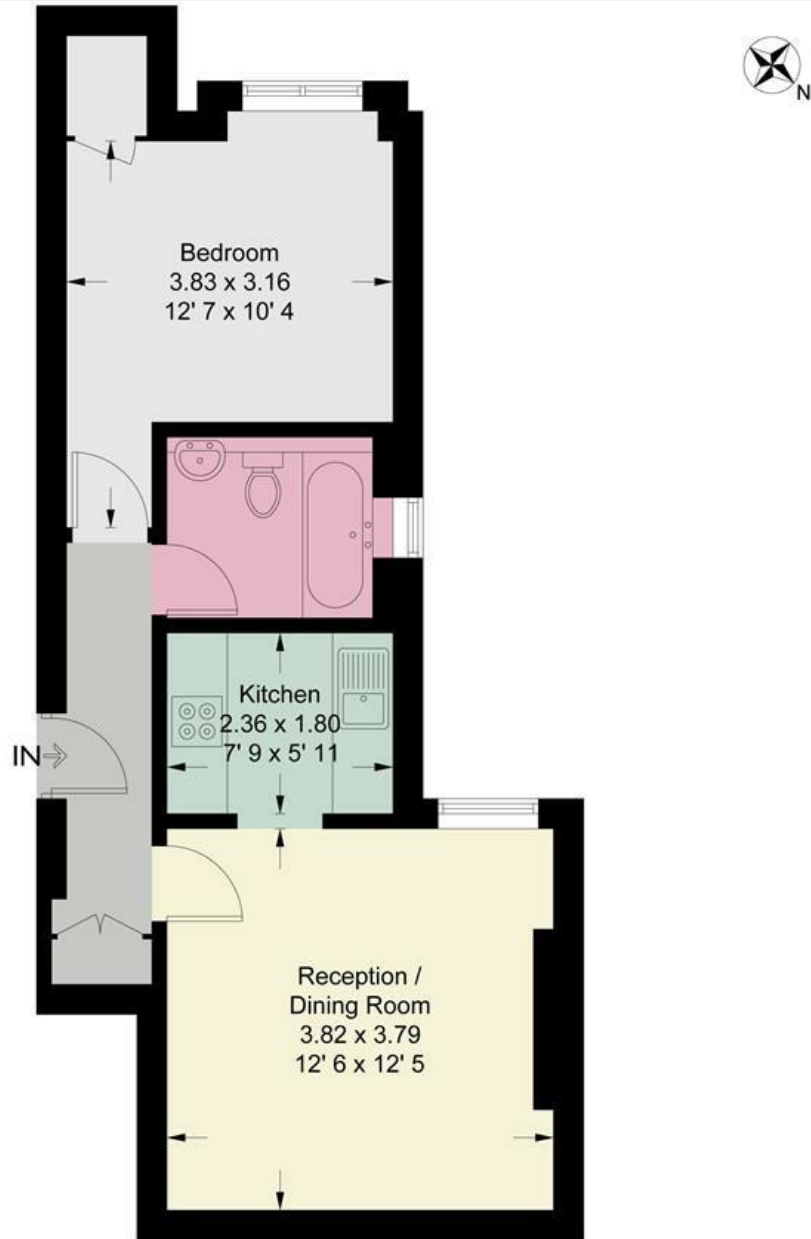 N
Bedroom
3.83 x 3.16
12' 7 x 10' 4
Kitchen
2.36 x 1.80
7' 9 x 5' 11
IN
Reception /
Dining Room
3.82 x 3.79
12' 6 x 12' 5